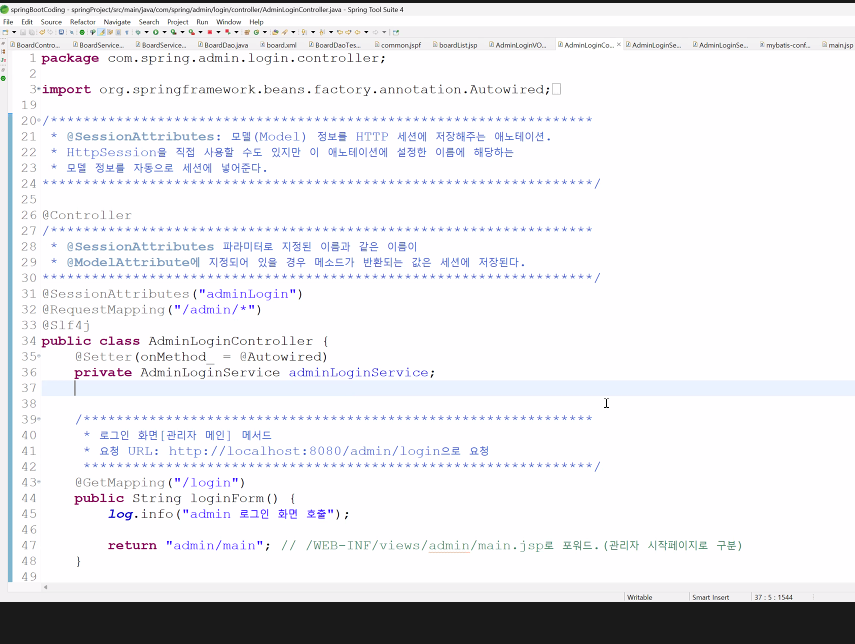 springBootCoding - springProject/src/main/java/com/spring/admin/login/controller/AdminLoginController.java - Spring Tool Suite 4
File Edit Source Refactor Navigate Search Project Run Window Help
BoardContro... BoardService... BoardService... BoardDao.java board.xml BoardDaoTes... common.jspf boardList.jsp AdminLoginVO... AdminLoginCo... AdminLoginSe... AdminLoginSe... mybatis-conf... main.jsp
1 package com.spring.admin.login.controller;
2
3 import org.springframework.beans.factory.annotation.Autowired;
19
20 /*****************************************************************
21 * @SessionAttributes: 모델(Model) 정보를 HTTP 세션에 저장해주는 애노테이션.
22 * HttpSession을 직접 사용할 수도 있지만 이 애노테이션에 설정한 이름에 해당하는
23 * 모델 정보를 자동으로 세션에 넣어준다.
24 ******************************************************************/
25
26 @Controller
27 /*****************************************************************
28 * @SessionAttributes 파라미터로 지정된 이름과 같은 이름이
29 * @ModelAttribute에 지정되어 있을 경우 메소드가 반환되는 값은 세션에 저장된다.
30 ******************************************************************/
31 @SessionAttributes("adminLogin")
32 @RequestMapping("/admin/*")
33 @Slf4j
34 public class AdminLoginController {
35 @Setter(onMethod_ = @Autowired)
36 private AdminLoginService adminLoginService;
37
38
39 /*************************************************************
40 * 로그인 화면[관리자 메인] 메서드
41 * 요청 URL: http://localhost:8080/admin/login으로 요청
42 *************************************************************/
43 @GetMapping("/login")
44 public String loginForm() {
45 log.info("admin 로그인 화면 호출");
46
47 return "admin/main"; // /WEB-INF/views/admin/main.jsp로 포워드.(관리자 시작페이지로 구분)
48 }
49
Writable Smart Insert 37 : 5 : 1544